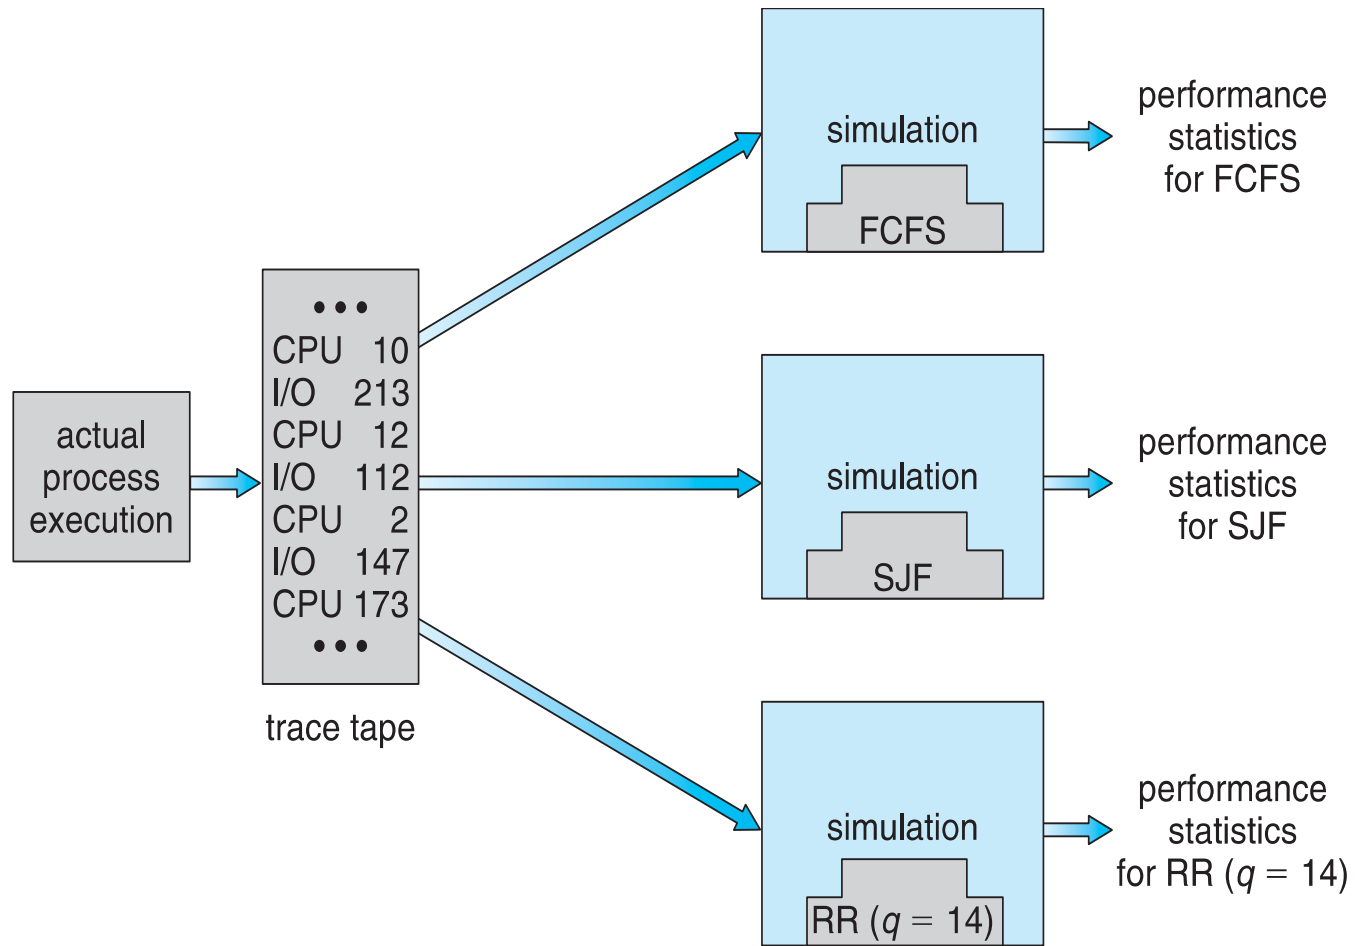 actual
process
execution
•••
CPU 10
I/O 213
CPU 12
I/O 112
CPU 2
I/O 147
CPU 173
•••
trace tape
simulation
FCFS
performance
statistics
for FCFS
simulation
SJF
performance
statistics
for SJF
simulation
RR (q = 14)
performance
statistics
for RR (q = 14)